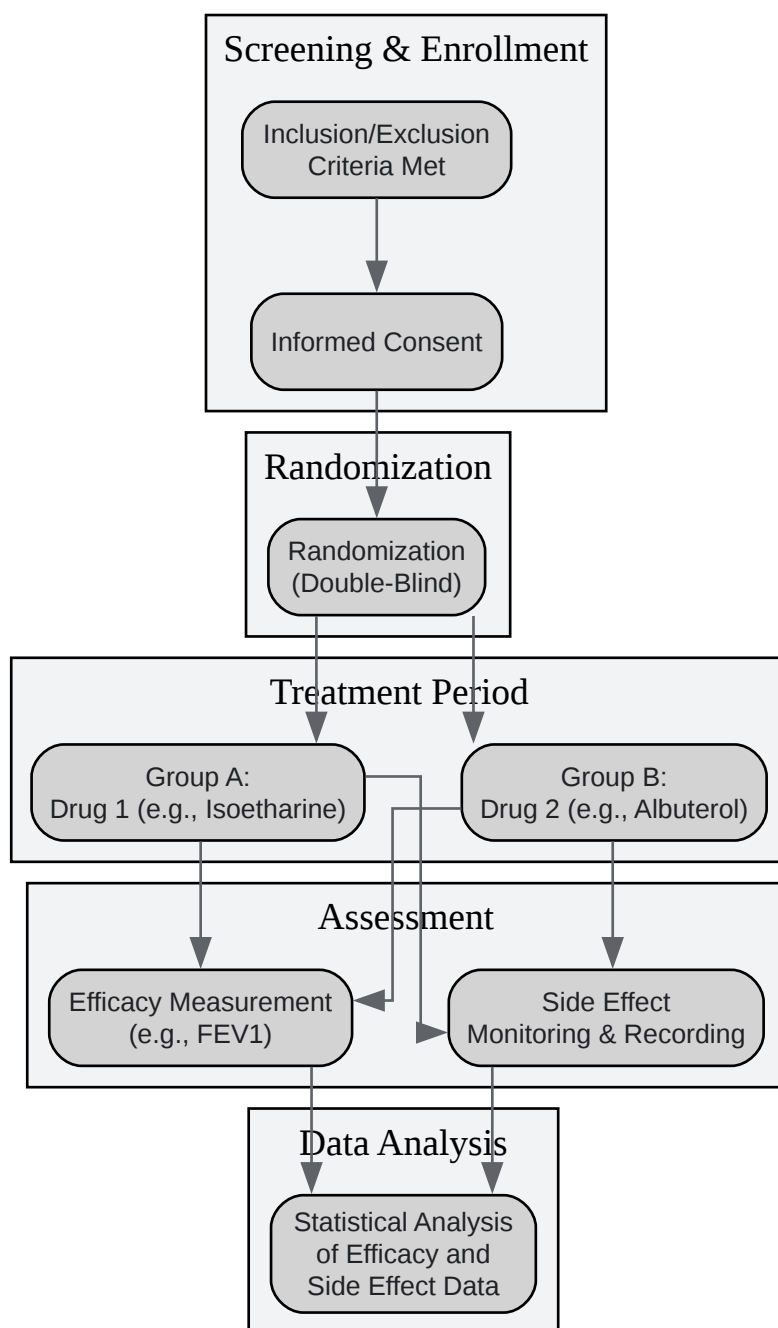 Screening & Enrollment
Inclusion/Exclusion
Criteria Met
Informed Consent
Randomization
Randomization
(Double-Blind)
Treatment Period
Group A:
Drug 1 (e.g., Isoetharine)
Group B:
Drug 2 (e.g., Albuterol)
Assessment
Efficacy Measurement
(e.g., FEV1)
Side Effect
Monitoring & Recording
Data Analysis
Statistical Analysis
of Efficacy and
Side Effect Data